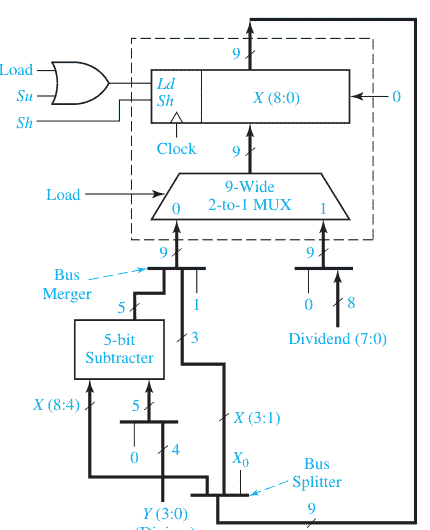 9
Load
Su
Sh
Ld
Sh
X (8:0)
0
Clock
9
Load
9-Wide
2-to-1 MUX
0
1
9
9
Bus
Merger
5
1
0
8
5-bit
Subtracter
3
Dividend (7:0)
X (8:4)
5
X (3:1)
0
4
X0
Bus
Splitter
Y (3:0)
9